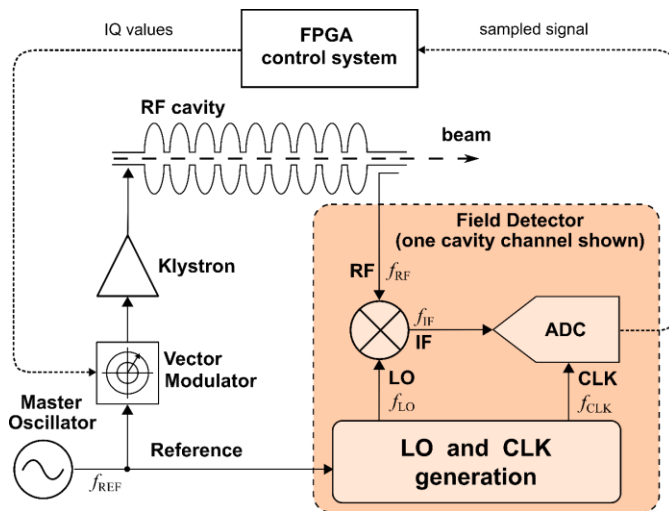 IQ values
FPGA
control system
sampled signal
RF cavity
beam
Field Detector
(one cavity channel shown)
Klystron
RF
fRF
fIF
IF
ADC
Vector
Modulator
LO
fLO
CLK
fCLK
Master
Oscillator
Reference
fREF
LO and CLK
generation